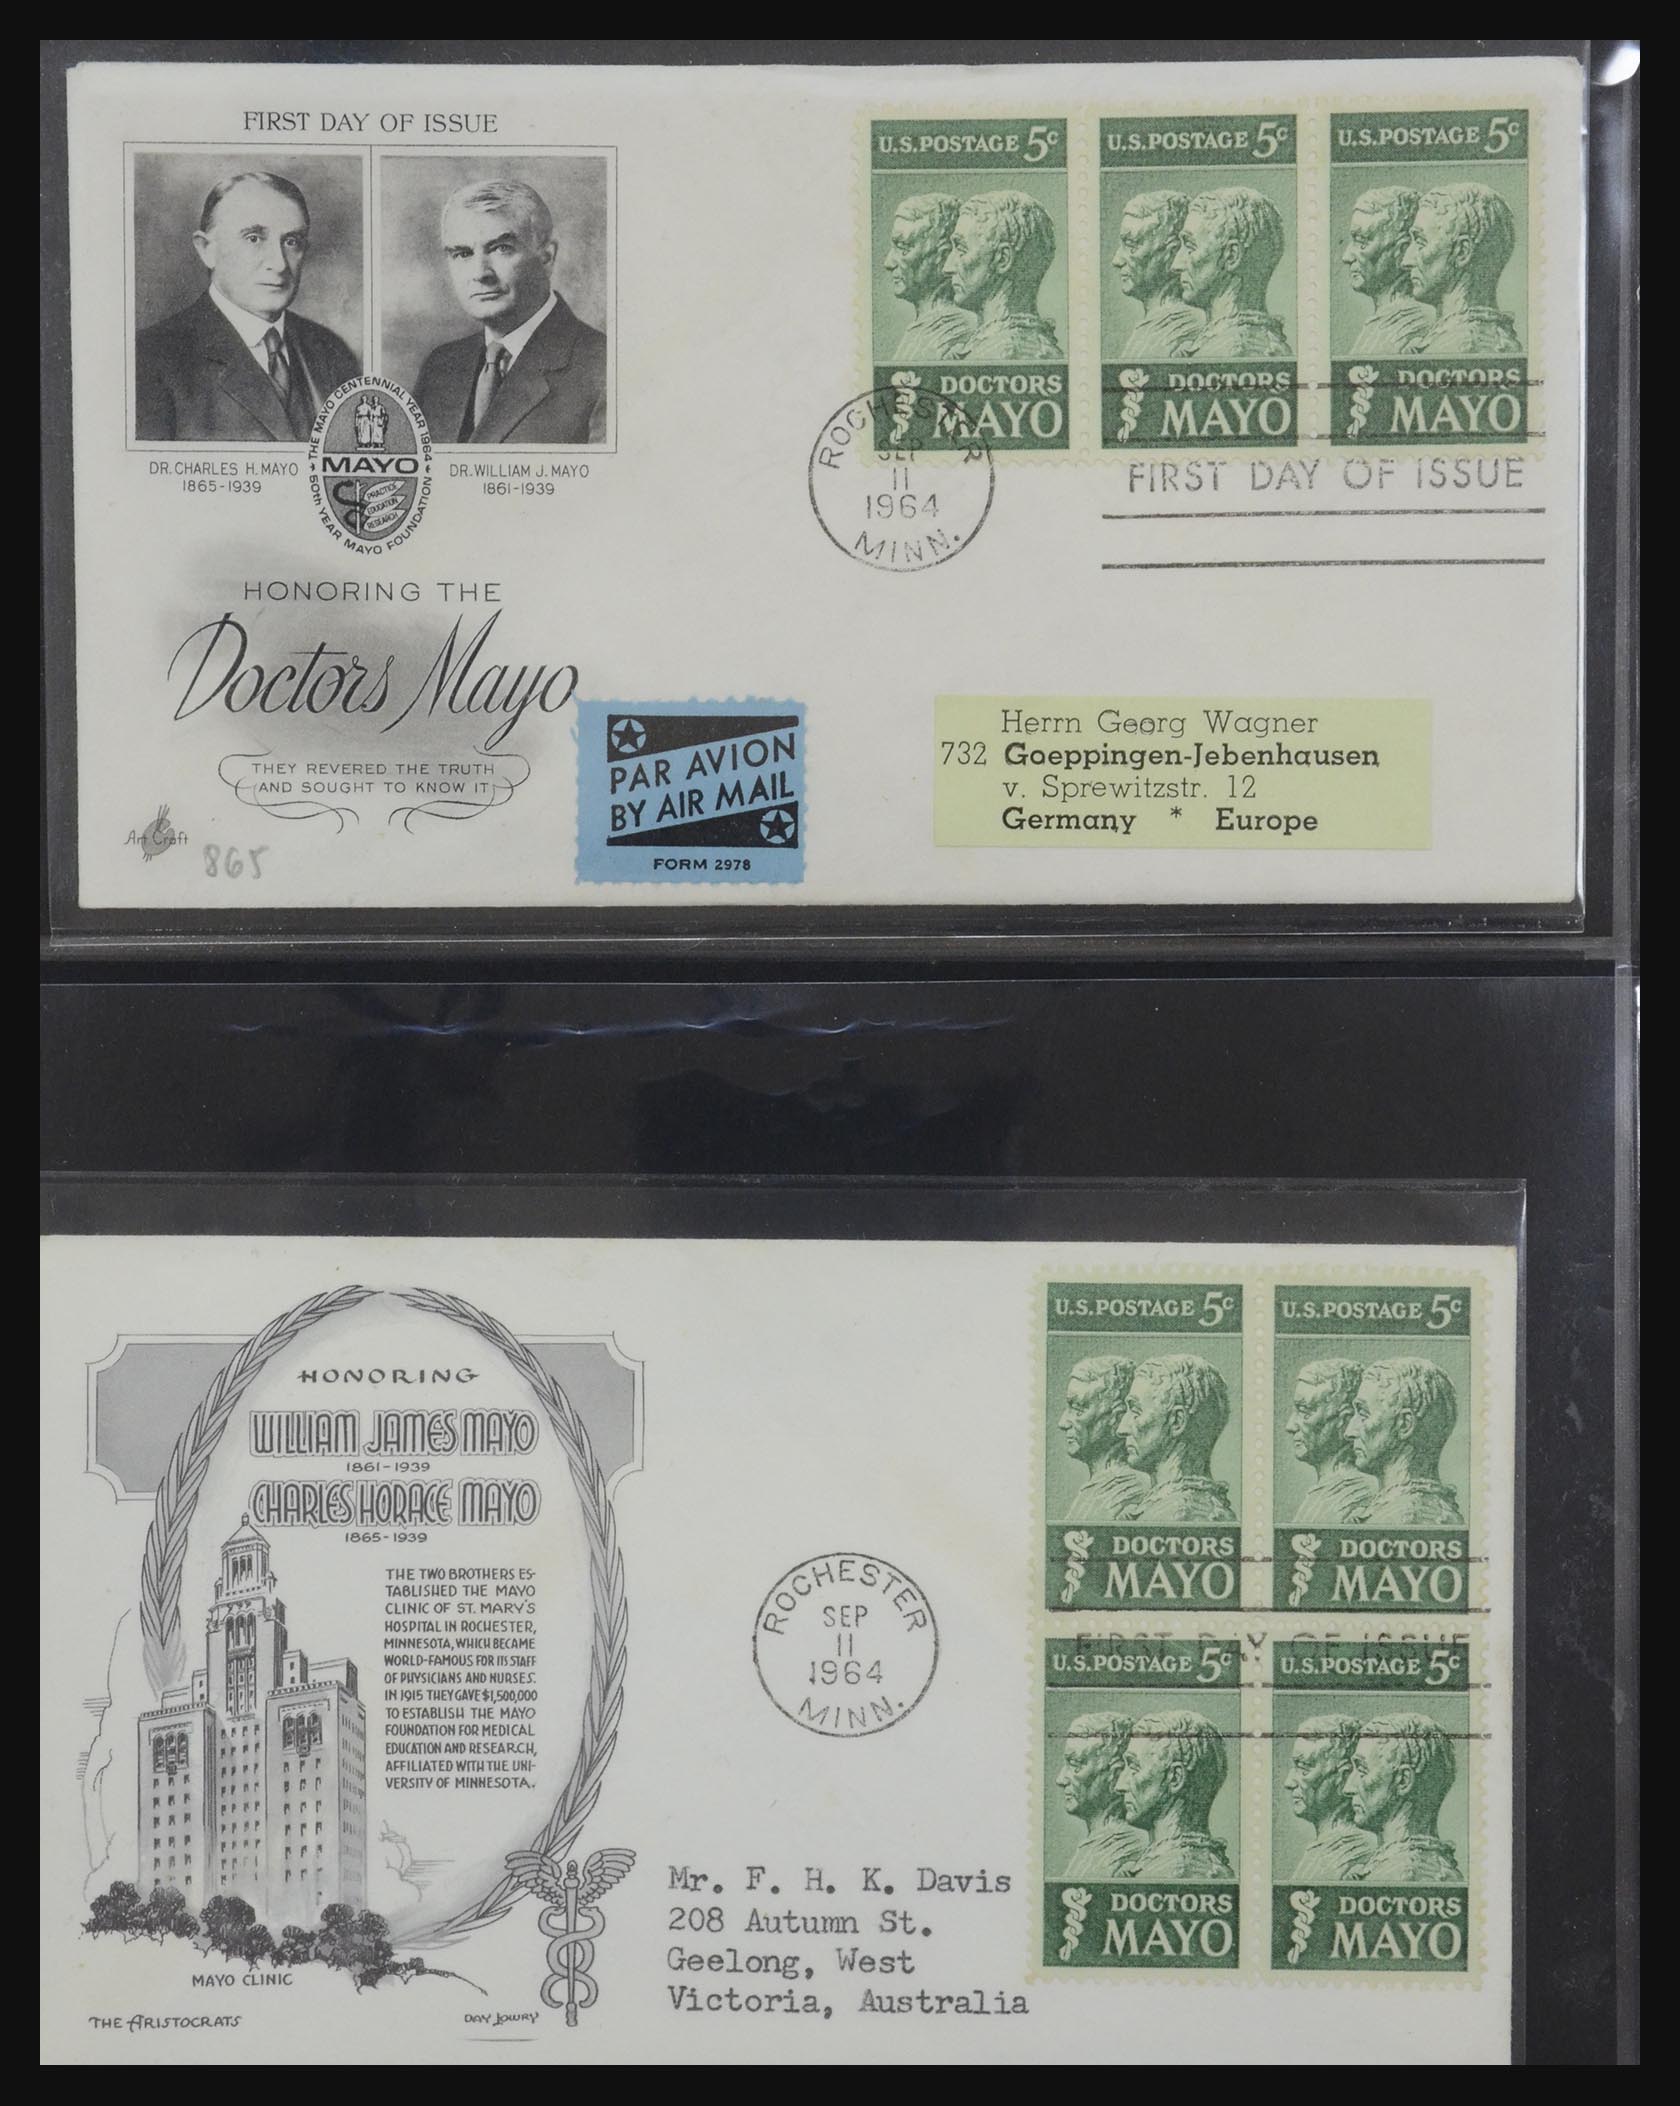 FIRST DAY OF ISSUE
DR. CHARLES H. MAYO
1865-1939
THE MAYO CENTENNIAL YEAR 1964
MAYO
PRACTICE
EDUCATION
RESEARCH
50th YEAR MAYO FOUNDATION
DR. WILLIAM J. MAYO
1861-1939
HONORING THE
Doctors Mayo
THEY REVERED THE TRUTH
AND SOUGHT TO KNOW IT
Art Craft
865
U.S. POSTAGE 5c
DOCTORS
MAYO
U.S. POSTAGE 5c
DOCTORS
MAYO
U.S. POSTAGE 5c
DOCTORS
MAYO
ROCHESTER
SEP
11
1964
MINN.
FIRST DAY OF ISSUE
PAR AVION
BY AIR MAIL
FORM 2978
Herrn Georg Wagner
732 Goeppingen-Jebenhausen
v. Sprewitzstr. 12
Germany * Europe
HONORING
WILLIAM JAMES MAYO
1861-1939
CHARLES HORACE MAYO
1865-1939
THE TWO BROTHERS ES-
TABLISHED THE MAYO
CLINIC OF ST. MARY'S
HOSPITAL IN ROCHESTER,
MINNESOTA, WHICH BECAME
WORLD-FAMOUS FOR ITS STAFF
OF PHYSICIANS AND NURSES.
IN 1915 THEY GAVE $1,500,000
TO ESTABLISH THE MAYO
FOUNDATION FOR MEDICAL
EDUCATION AND RESEARCH,
AFFILIATED WITH THE UNI-
VERSITY OF MINNESOTA.
MAYO CLINIC
THE ARISTOCRATS
DAY LOWRY
ROCHESTER
SEP
11
1964
MINN.
U.S. POSTAGE 5c
DOCTORS
MAYO
U.S. POSTAGE 5c
DOCTORS
MAYO
FIRST DAY OF ISSUE
U.S. POSTAGE 5c
DOCTORS
MAYO
U.S. POSTAGE 5c
DOCTORS
MAYO
Mr. F. H. K. Davis
208 Autumn St.
Geelong, West
Victoria, Australia